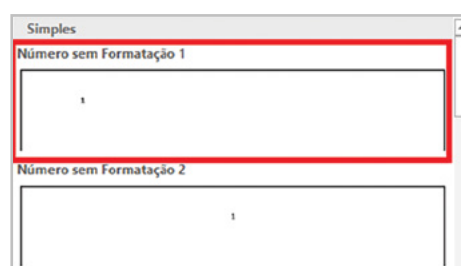 Simples
Número sem Formatação 1
1
Número sem Formatação 2
1